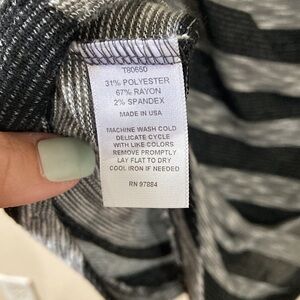 T80650
31% POLYESTER
67% RAYON
2% SPANDEX
MADE IN USA
MACHINE WASH COLD
DELICATE CYCLE
WITH LIKE COLORS
REMOVE PROMPTLY
LAY FLAT TO DRY
COOL IRON IF NEEDED
RN 97884